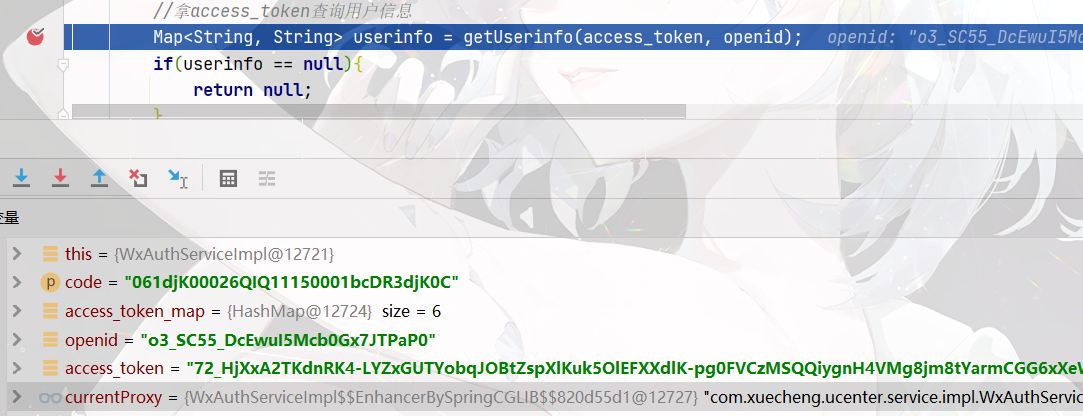 //拿access_token查询用户信息
Map<String, String> userinfo = getUserinfo(access_token, openid); openid: "o3_SC55_DcEwuI5Mc
if(userinfo == null){
return null;
}
变量
this = {WxAuthServiceImpl@12721}
p code = "061djK00026QIQ11150001bcDR3djK0C"
access_token_map = {HashMap@12724} size = 6
openid = "o3_SC55_DcEwuI5Mcb0Gx7JTPaP0"
access_token = "72_HjXxA2TKdnRK4-LYZxGUTYobqJOBtZspXlKuk5OlEFXXdlK-pg0FVCzMSQQiygnH4VMg8jm8tYarmCGG6xXeW
currentProxy = {WxAuthServiceImpl$$EnhancerBySpringCGLIB$$820d55d1@12727} "com.xuecheng.ucenter.service.impl.WxAuthServic